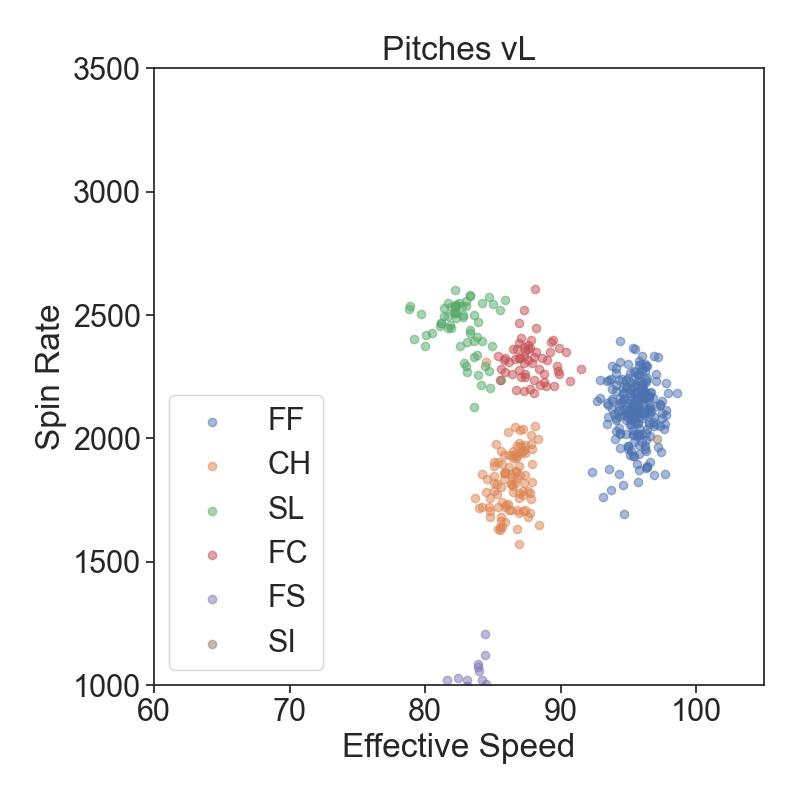 Pitches vL
3500
3000
2500
2000
1500
1000
Spin Rate
FF
CH
SL
FC
FS
SI
60 70 80 90 100
Effective Speed